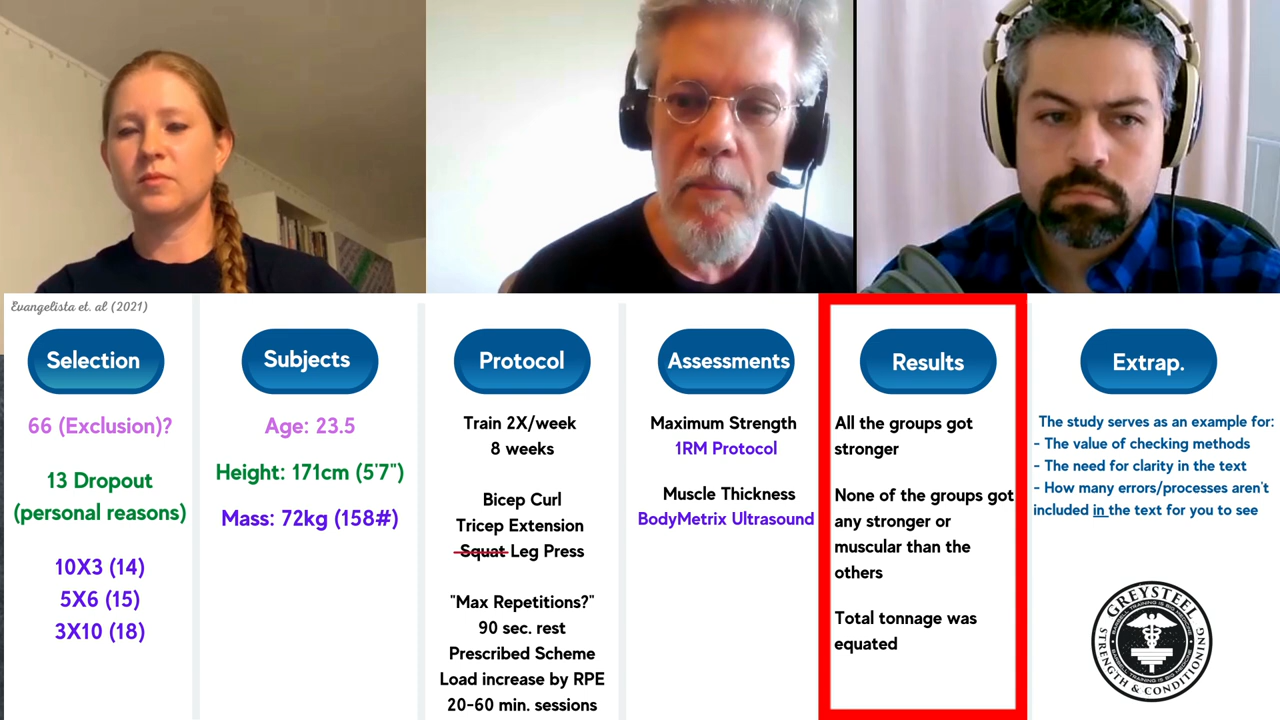 Evangelista et. al (2021)
Selection
66 (Exclusion)?
13 Dropout
(personal reasons)
10X3 (14)
5X6 (15)
3X10 (18)
Subjects
Age: 23.5
Height: 171cm (5'7")
Mass: 72kg (158#)
Protocol
Train 2X/week
8 weeks
Bicep Curl
Tricep Extension
Squat Leg Press
"Max Repetitions?"
90 sec. rest
Prescribed Scheme
Load increase by RPE
20-60 min. sessions
Assessments
Maximum Strength
1RM Protocol
Muscle Thickness
BodyMetrix Ultrasound
Results
All the groups got
stronger
None of the groups got
any stronger or
muscular than the
others
Total tonnage was
equated
Extrap.
The study serves as an example for:
- The value of checking methods
- The need for clarity in the text
- How many errors/processes aren't
included in the text for you to see
GREYSTEEL
STRENGTH & CONDITIONING